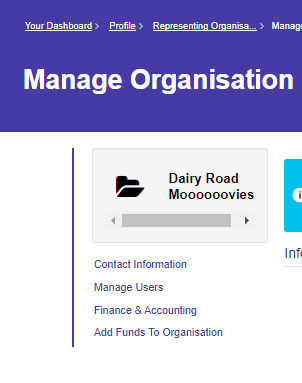 Your Dashboard > Profile > Representing Organisa... > Manage
Manage Organisation
Dairy Road
Moooooovies
Contact Information
Manage Users
Finance & Accounting
Add Funds To Organisation
Info